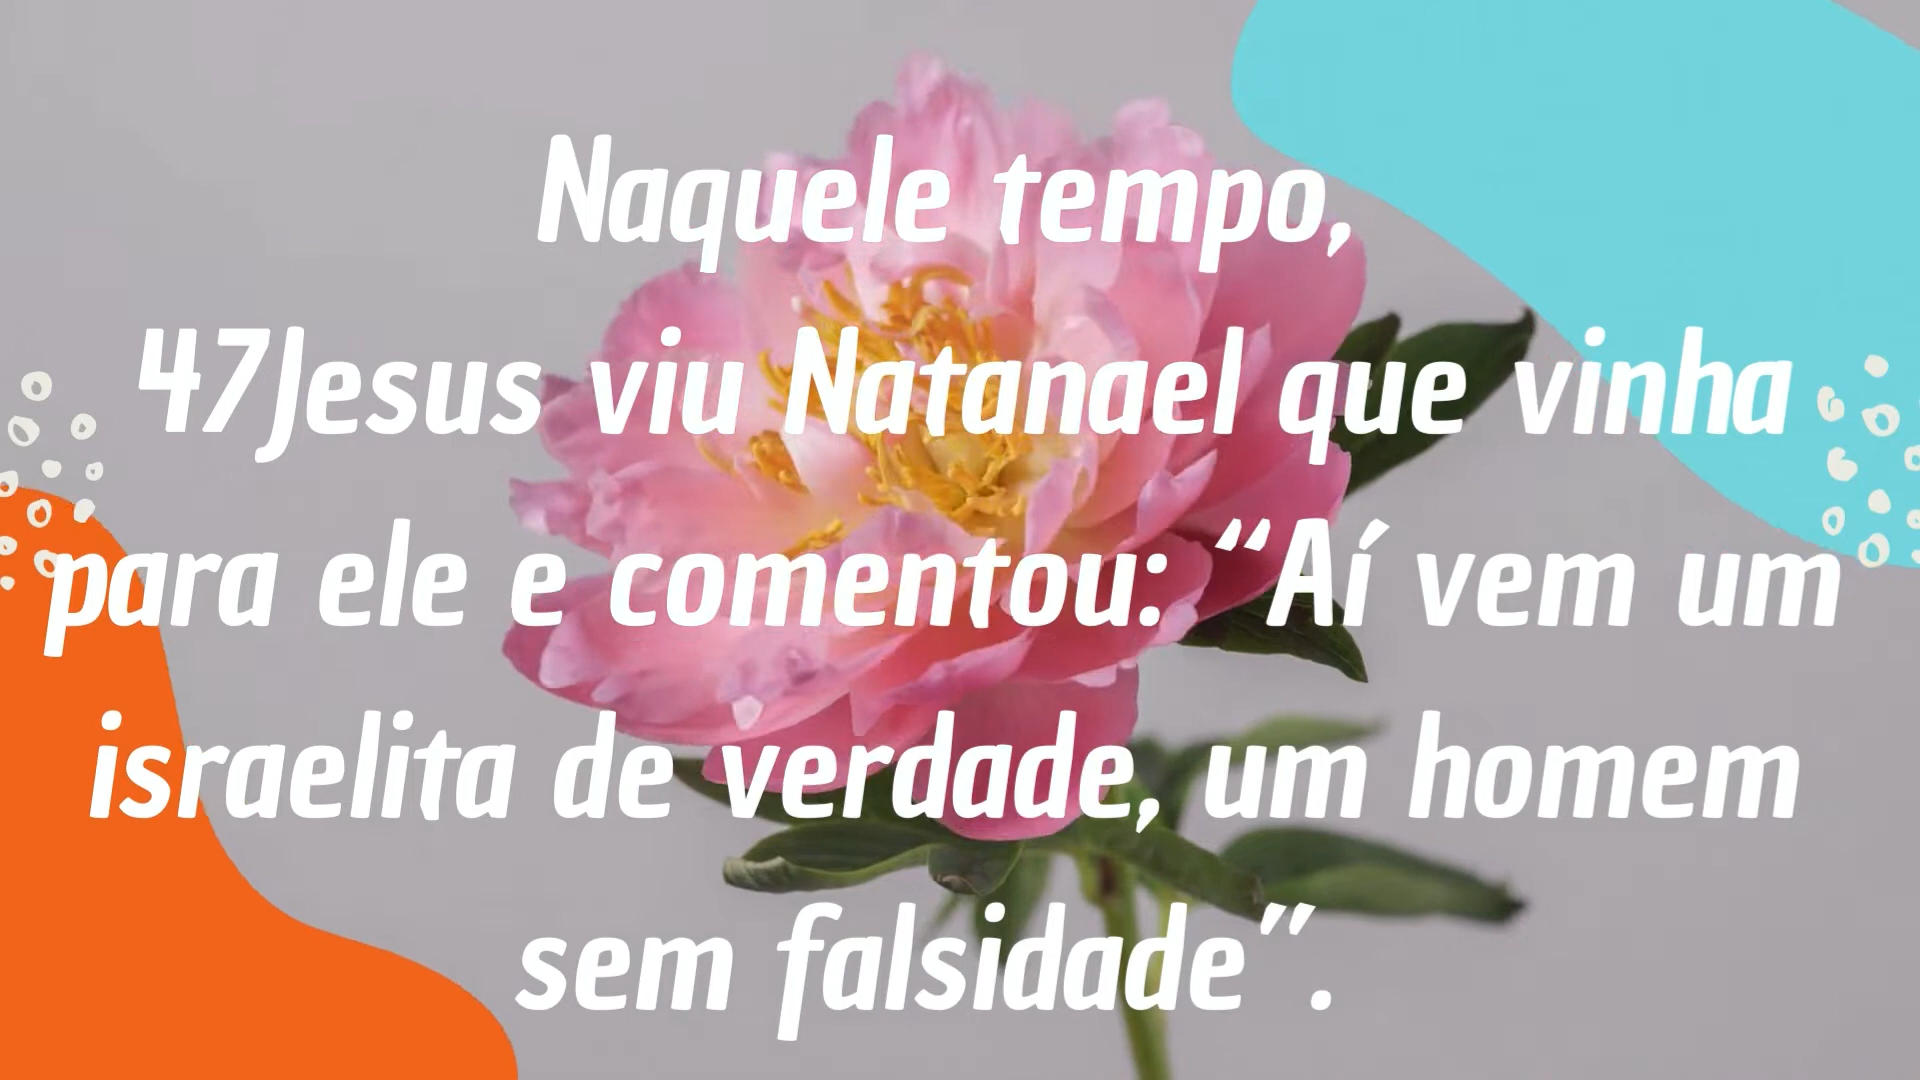 Naquele tempo,
47Jesus viu Natanael que vinha
para ele e comentou: “Aí vem um
israelita de verdade, um homem
sem falsidade”.